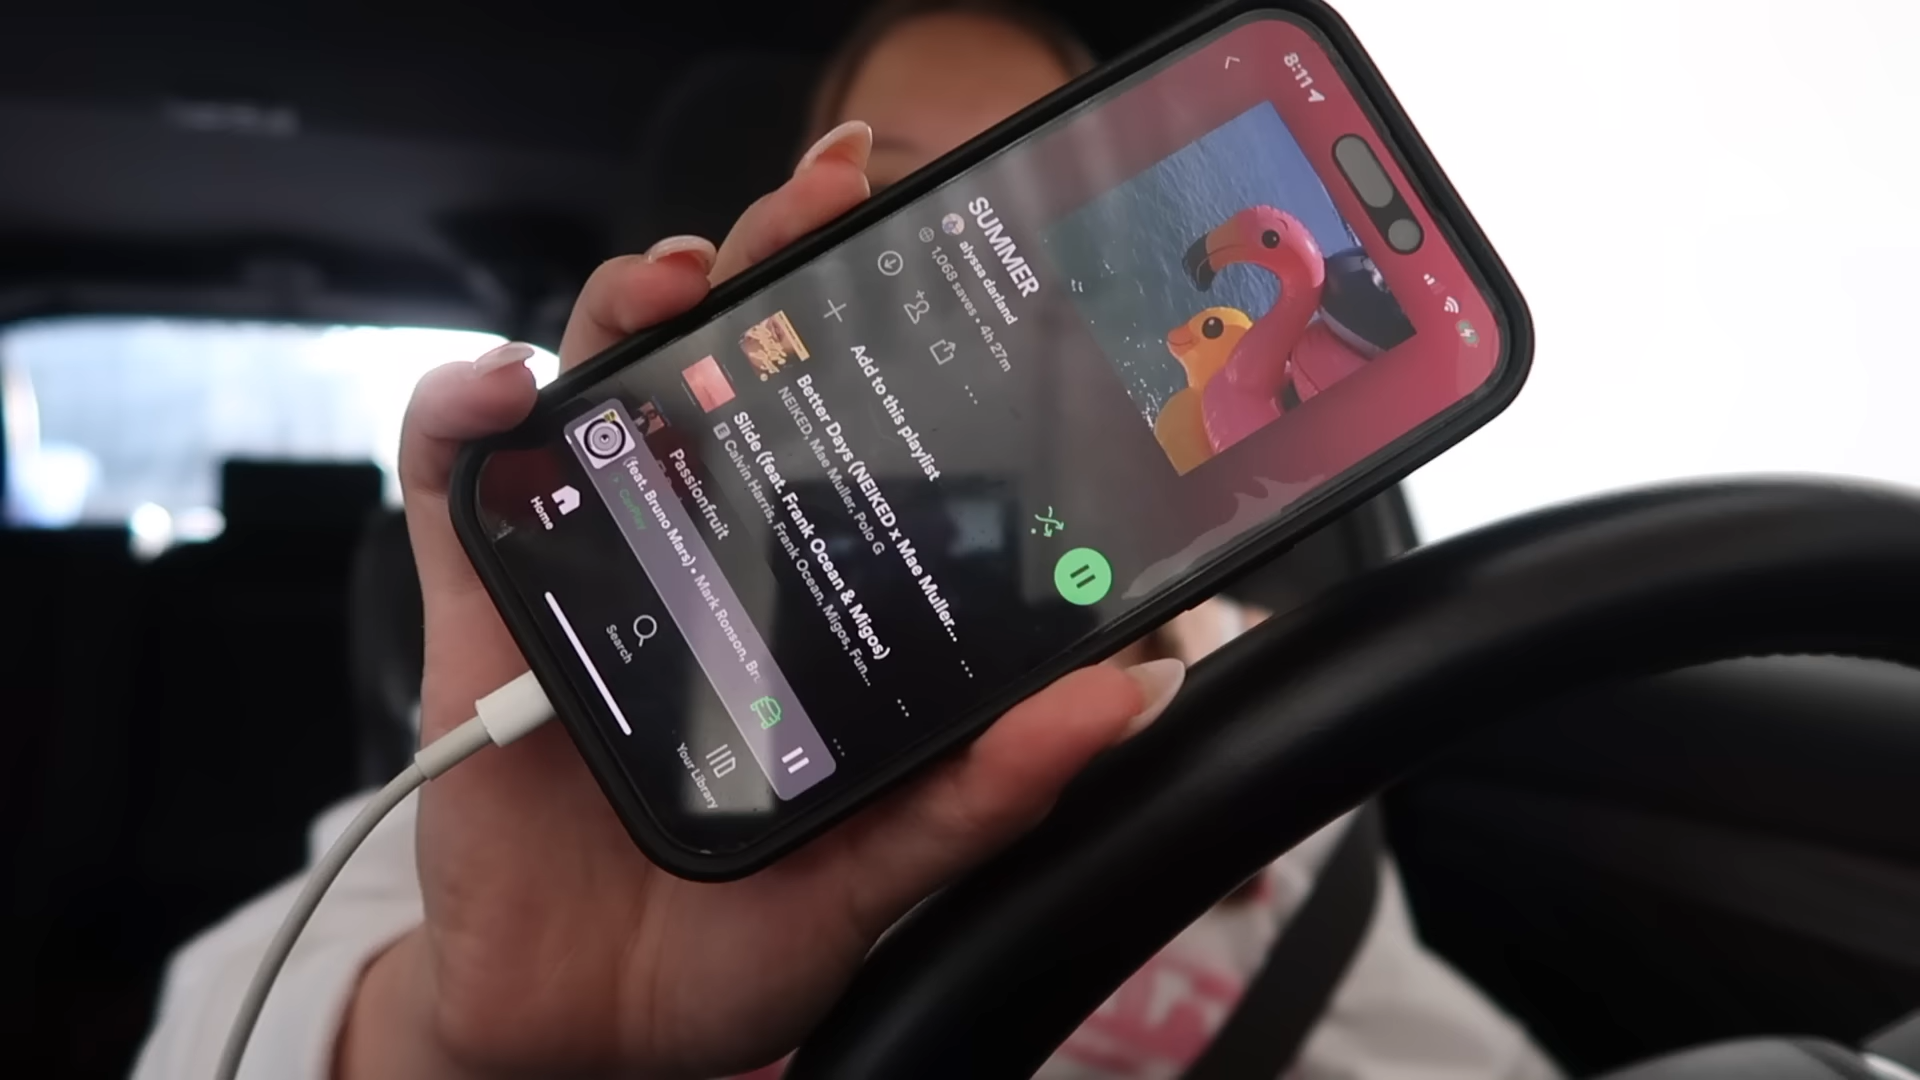 8:11
SUMMER
alyssa darland
1,068 saves • 4h 27m
Add to this playlist
Better Days (NEIKED x Mae Muller...
NEIKED, Mae Muller, Polo G
Slide (feat. Frank Ocean & Migos)
E Calvin Harris, Frank Ocean, Migos, Fun...
Passionfruit
(feat. Bruno Mars) • Mark Ronson, Bru
CarPlay
Home
Search
Your Library